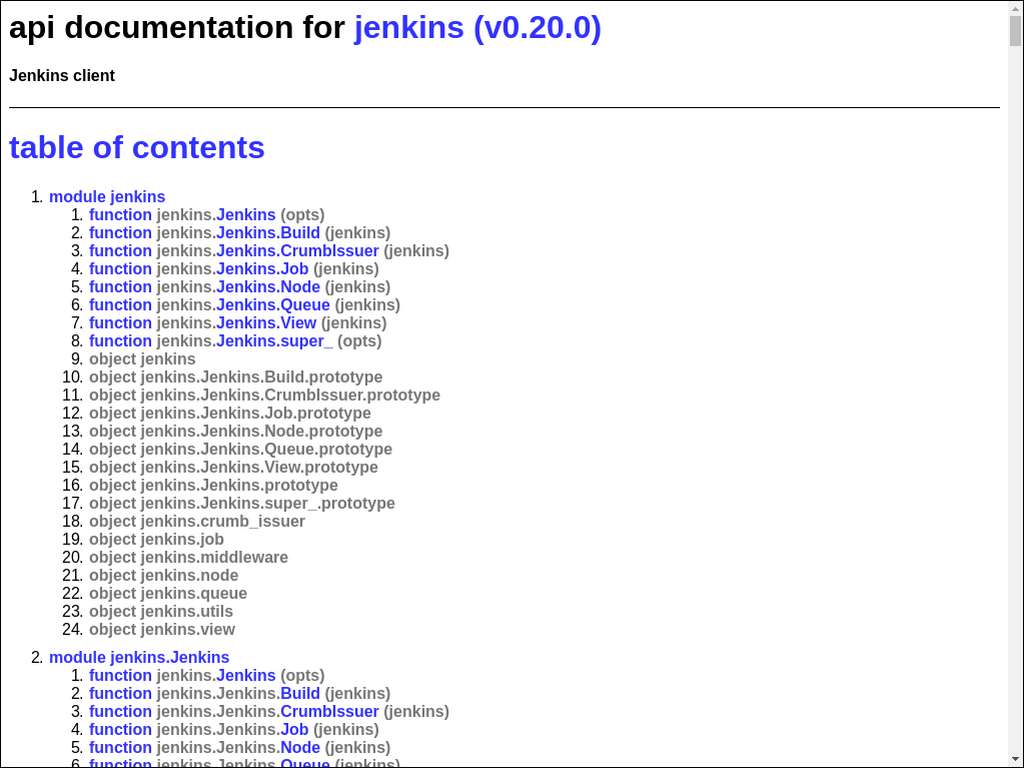 api documentation for jenkins (v0.20.0)
Jenkins client
table of contents
1. module jenkins
1. function jenkins.Jenkins (opts)
2. function jenkins.Jenkins.Build (jenkins)
3. function jenkins.Jenkins.CrumbIssuer (jenkins)
4. function jenkins.Jenkins.Job (jenkins)
5. function jenkins.Jenkins.Node (jenkins)
6. function jenkins.Jenkins.Queue (jenkins)
7. function jenkins.Jenkins.View (jenkins)
8. function jenkins.Jenkins.super_ (opts)
9. object jenkins
10. object jenkins.Jenkins.Build.prototype
11. object jenkins.Jenkins.CrumbIssuer.prototype
12. object jenkins.Jenkins.Job.prototype
13. object jenkins.Jenkins.Node.prototype
14. object jenkins.Jenkins.Queue.prototype
15. object jenkins.Jenkins.View.prototype
16. object jenkins.Jenkins.prototype
17. object jenkins.Jenkins.super_.prototype
18. object jenkins.crumb_issuer
19. object jenkins.job
20. object jenkins.middleware
21. object jenkins.node
22. object jenkins.queue
23. object jenkins.utils
24. object jenkins.view
2. module jenkins.Jenkins
1. function jenkins.Jenkins (opts)
2. function jenkins.Jenkins.Build (jenkins)
3. function jenkins.Jenkins.CrumbIssuer (jenkins)
4. function jenkins.Jenkins.Job (jenkins)
5. function jenkins.Jenkins.Node (jenkins)
6. function jenkins.Jenkins.Queue (jenkins)